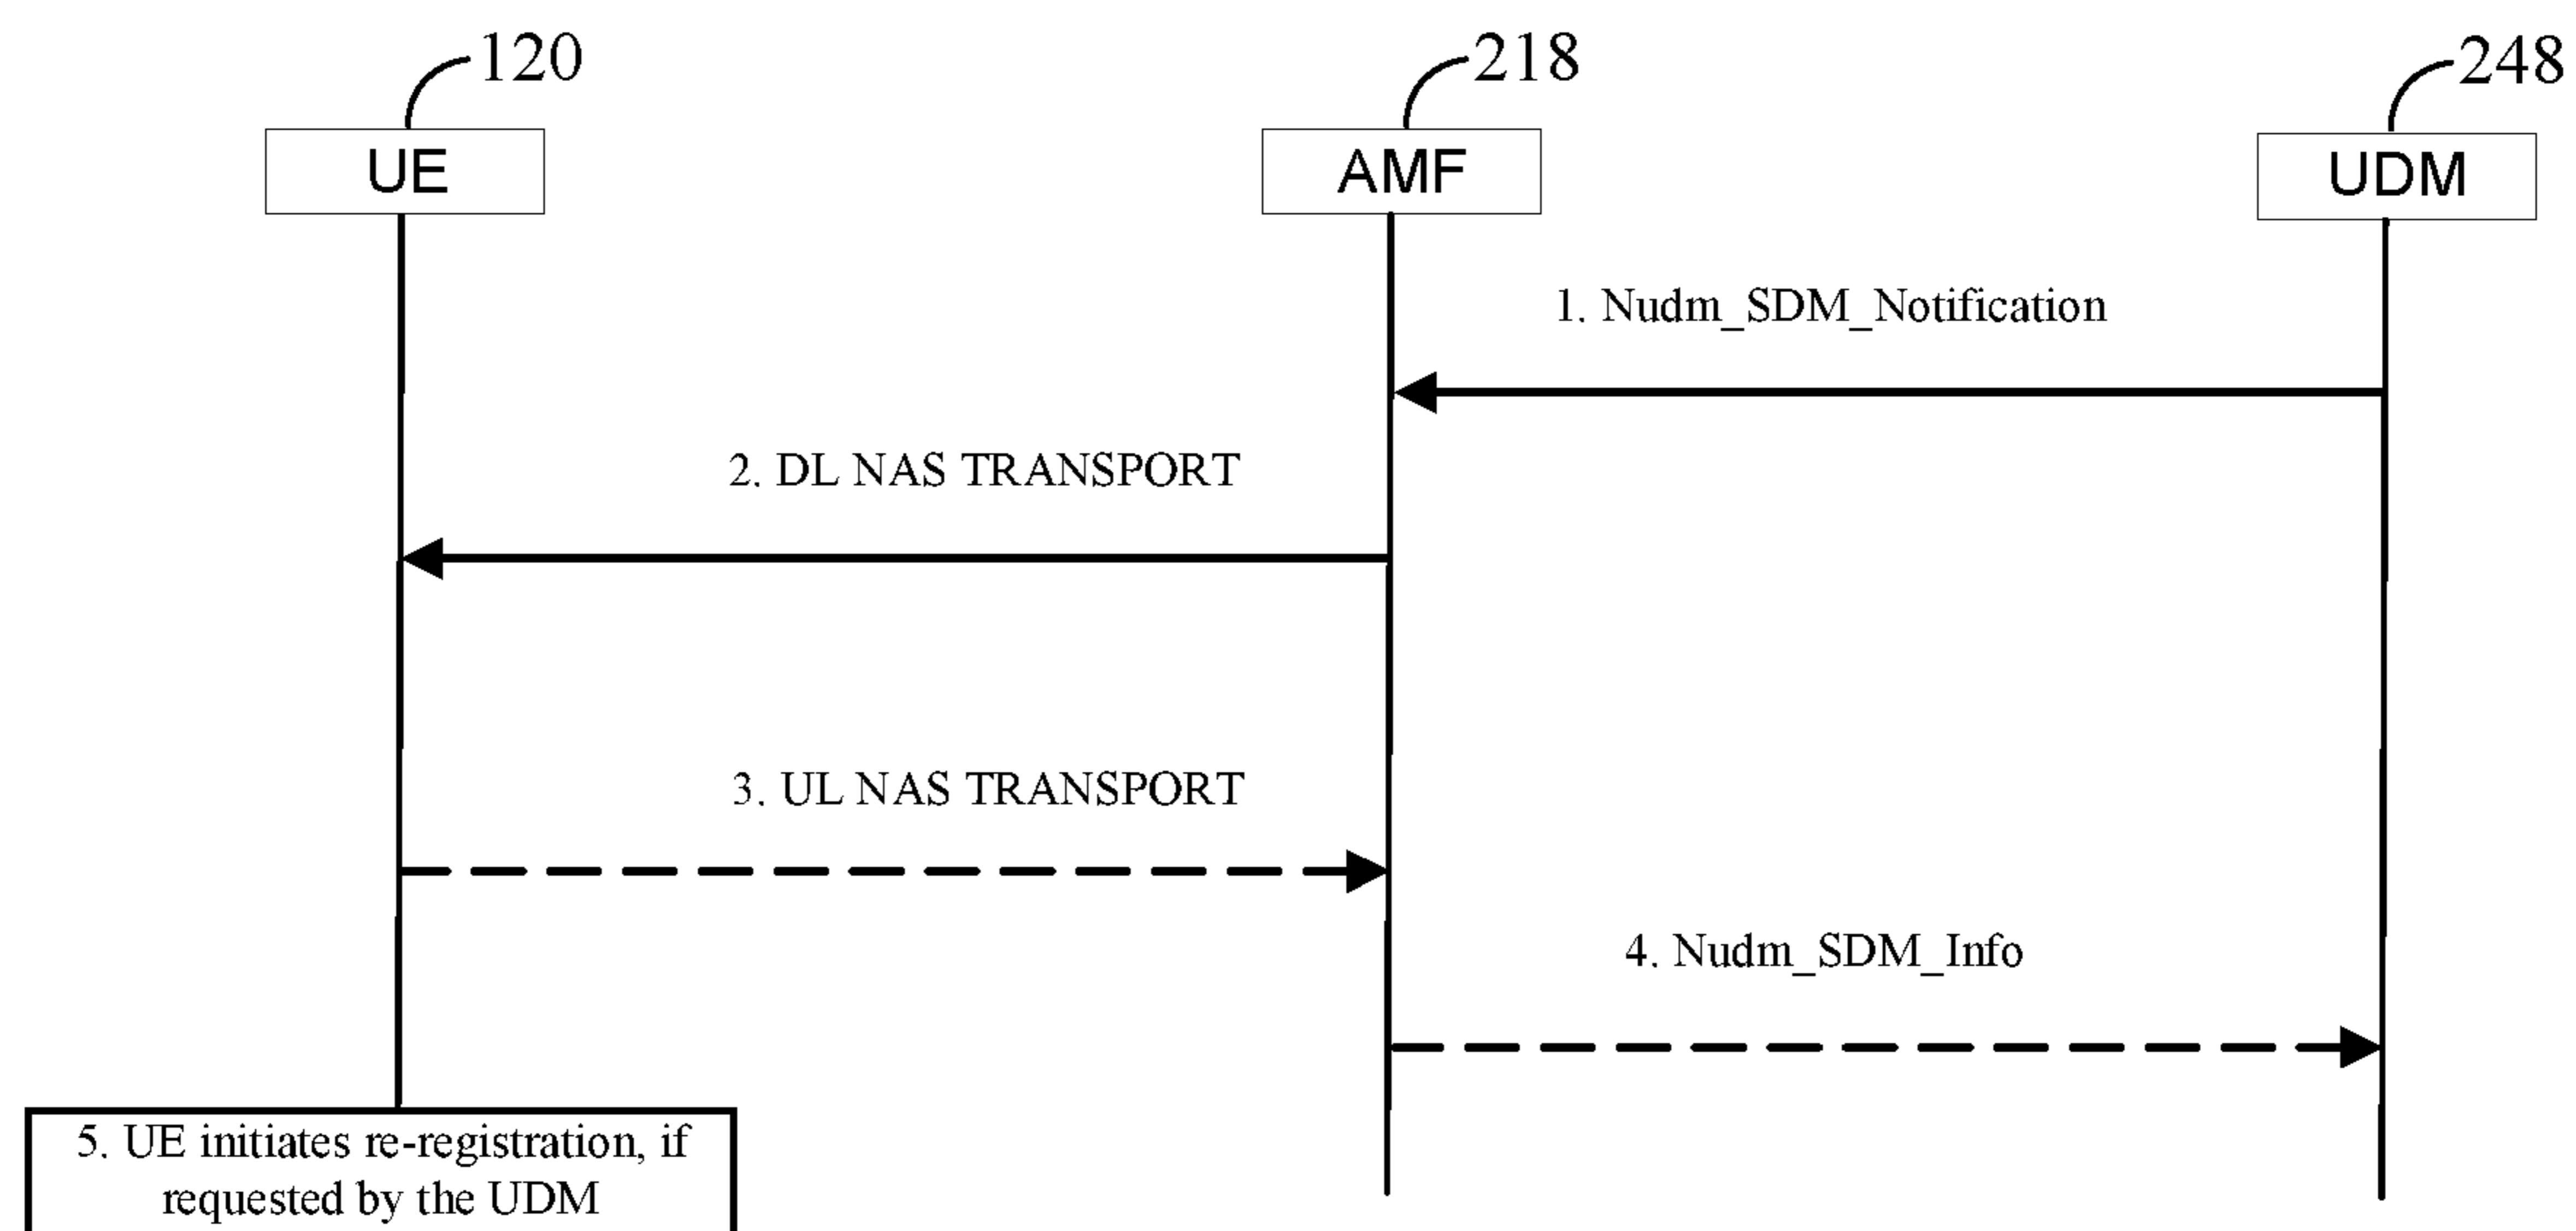 120
218
248
UE
AMF
UDM
1. Nudm_SDM_Notification
2. DL NAS TRANSPORT
3. UL NAS TRANSPORT
4. Nudm_SDM_Info
5. UE initiates re-registration, if
requested by the UDM